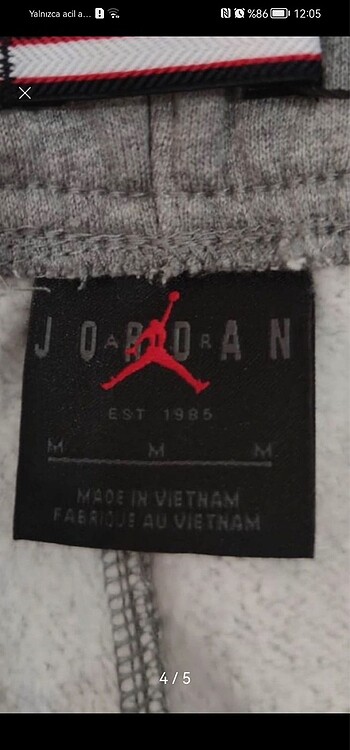 Yalnızca acil a... %86 12:05
JORDAN
AIR
EST 1985
M M M
MADE IN VIETNAM
FABRIQUE AU VIETNAM
4 / 5